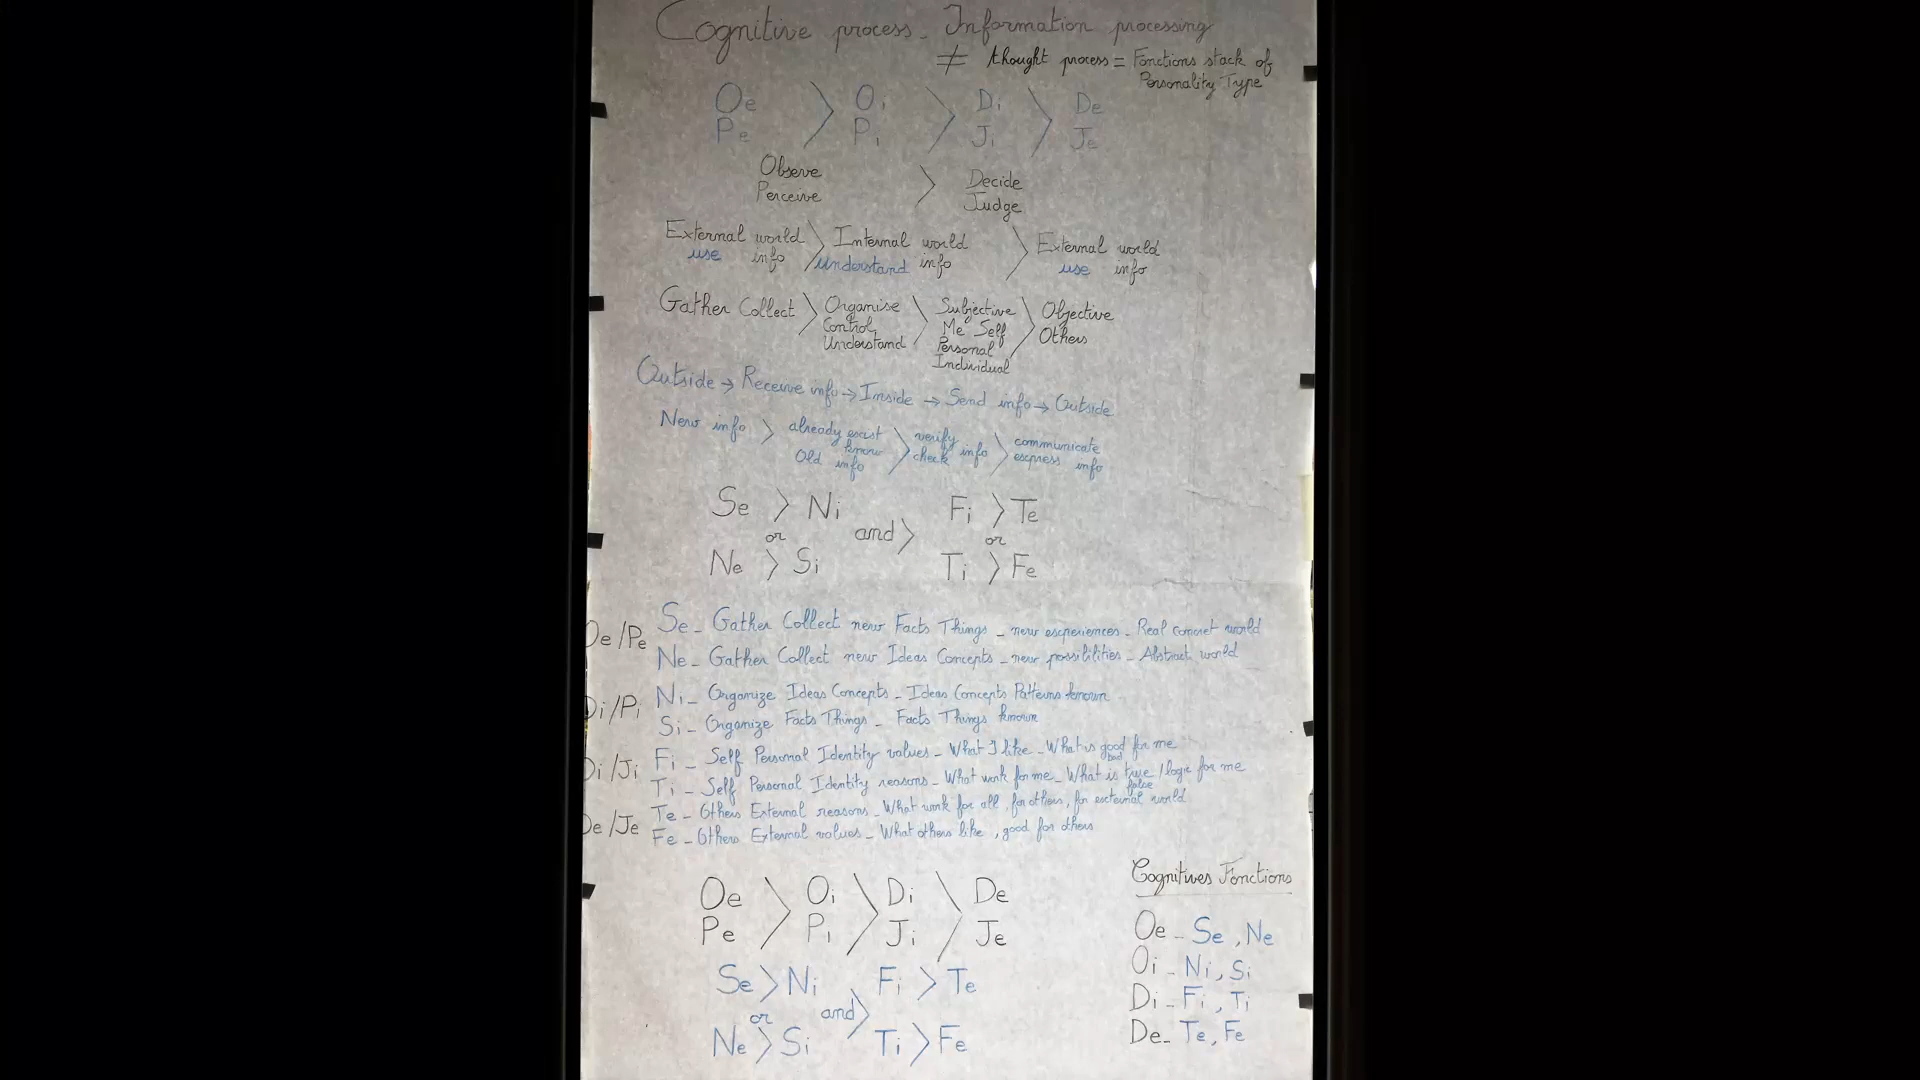 Cognitive process - Information processing
≠ thought process = Fonctions stack of
Personality Type
Oe > Oi > Di > De
Pe Pi Ji Je
Observe > Decide
Perceive Judge
External world > Internal world > External world
use info understand info use info
Gather Collect > Organise > Subjective > Objective
Control, Me Self Others
Understand Personal
Individual
Outside → Receive info → Inside → Send info → Outside
New info > already exist > verify > communicate
know check info express info
Old info
Se > Ni Fi > Te
or and > or
Ne > Si Ti > Fe
Oe/Pe
Se - Gather Collect new Facts Things - new experiences - Real concret world
Ne - Gather Collect new Ideas Concepts - new possibilities - Abstract world
Oi/Pi
Ni - Organize Ideas Concepts - Ideas Concepts Patterns known
Si - Organize Facts Things - Facts Things known
Di/Ji
Fi - Self Personal Identity values - What I like - What is good for me
bad
Ti - Self Personal Identity reasons - What work for me - What is true / logic for me
false
De/Je
Te - Others External reasons - What work for all, for others, for external world
Fe - Others External values - What others like, good for others
Oe > Oi > Di > De
Pe Pi Ji Je
Se > Ni Fi > Te
or and >
Ne > Si Ti > Fe
Cognitives Fonctions
Oe - Se, Ne
Oi - Ni, Si
Di - Fi, Ti
De - Te, Fe